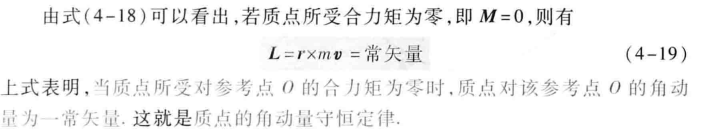 由式(4-18)可以看出,若质点所受合力矩为零,即 M=0,则有
L=r×mv=常矢量 (4-19)
上式表明,当质点所受对参考点 O 的合力矩为零时,质点对该参考点 O 的角动
量为一常矢量. 这就是质点的角动量守恒定律.